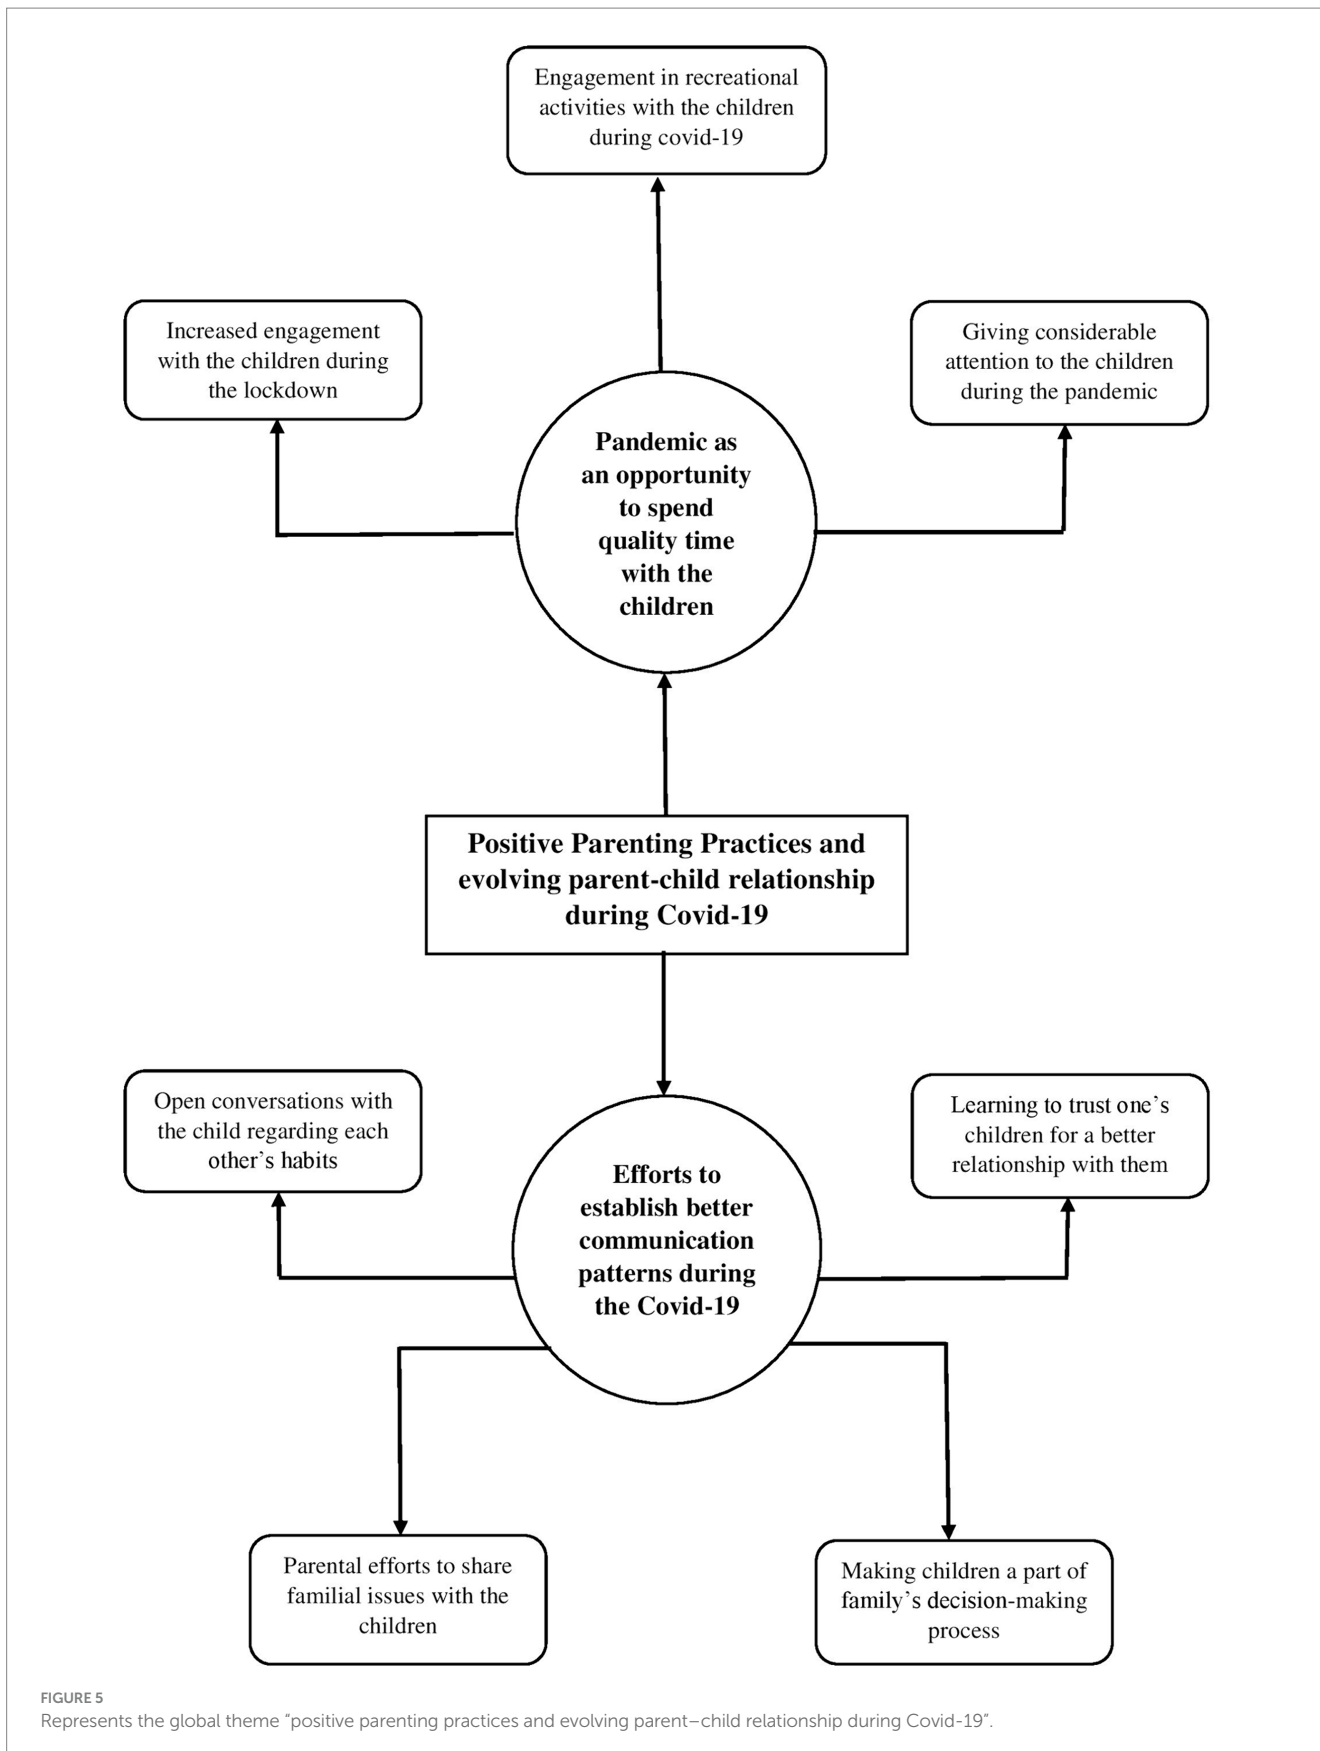 Engagement in recreational
activities with the children
during covid-19
Increased engagement
with the children during
the lockdown
Giving considerable
attention to the children
during the pandemic
Pandemic as
an opportunity
to spend
quality time
with the
children
Positive Parenting Practices and
evolving parent-child relationship
during Covid-19
Open conversations with
the child regarding each
other’s habits
Learning to trust one’s
children for a better
relationship with them
Efforts to
establish better
communication
patterns during
the Covid-19
Parental efforts to share
familial issues with the
children
Making children a part of
family’s decision-making
process
FIGURE 5
Represents the global theme “positive parenting practices and evolving parent–child relationship during Covid-19”.